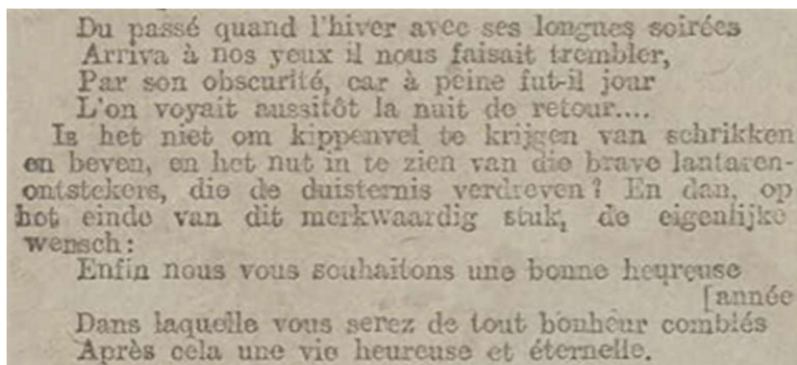 Du passé quand l'hiver avec ses longues soirées
Arriva à nos yeux il nous faisait trembler,
Par son obscurité, car à peine fut-il jour
L'on voyait aussitôt la nuit de retour....
Is het niet om kippenvel te krijgen van schrikken
en beven, en het nut in te zien van die brave lantaren-
ontstekers, die de duisternis verdreven? En dan, op
het einde van dit merkwaardig stuk, de eigenlijke
wensch:
Enfin nous vous souhaitons une bonne heureuse
[année
Dans laquelle vous serez de tout bonheur comblés
Après cela une vie heureuse et éternelle.